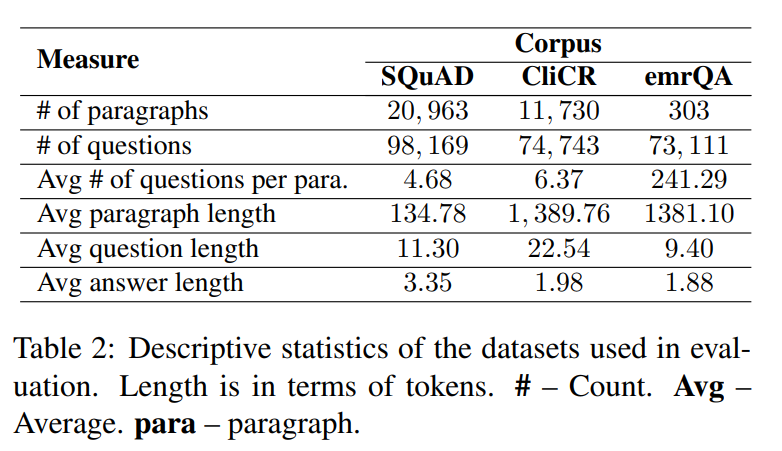 Measure Corpus
SQuAD CliCR emrQA
# of paragraphs 20, 963 11, 730 303
# of questions 98, 169 74, 743 73, 111
Avg # of questions per para. 4.68 6.37 241.29
Avg paragraph length 134.78 1, 389.76 1381.10
Avg question length 11.30 22.54 9.40
Avg answer length 3.35 1.98 1.88
Table 2: Descriptive statistics of the datasets used in eval-
uation. Length is in terms of tokens. # – Count. Avg –
Average. para – paragraph.